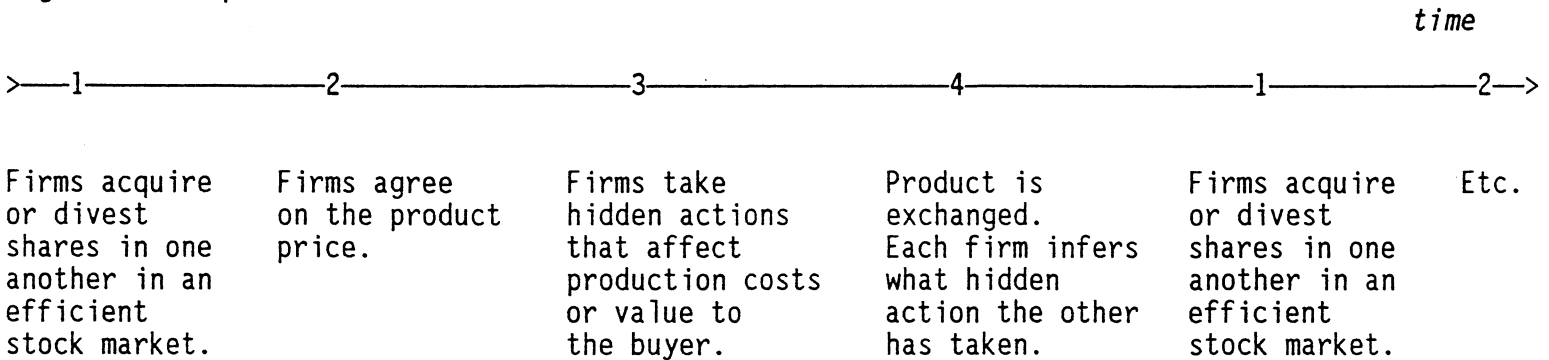 time
>—1—2—3—4—1—2—>
Firms acquire or divest shares in one another in an efficient stock market.
Firms agree on the product price.
Firms take hidden actions that affect production costs or value to the buyer.
Product is exchanged. Each firm infers what hidden action the other has taken.
Firms acquire or divest shares in one another in an efficient stock market.
Etc.